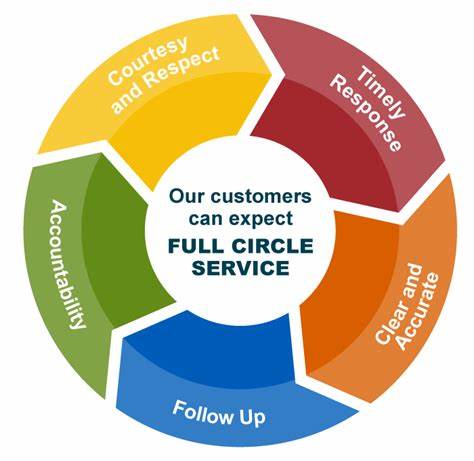 Courtesy
and Respect
Timely
Response
Clear and
Accurate
Follow Up
Accountability
Our customers
can expect
FULL CIRCLE
SERVICE